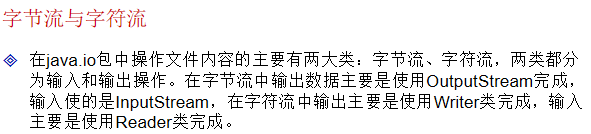 字节流与字符流
在java.io包中操作文件内容的主要有两大类：字节流、字符流，两类都分
为输入和输出操作。在字节流中输出数据主要是使用OutputStream完成，
输入使的是InputStream，在字符流中输出主要是使用Writer类完成，输入
主要是使用Reader类完成。